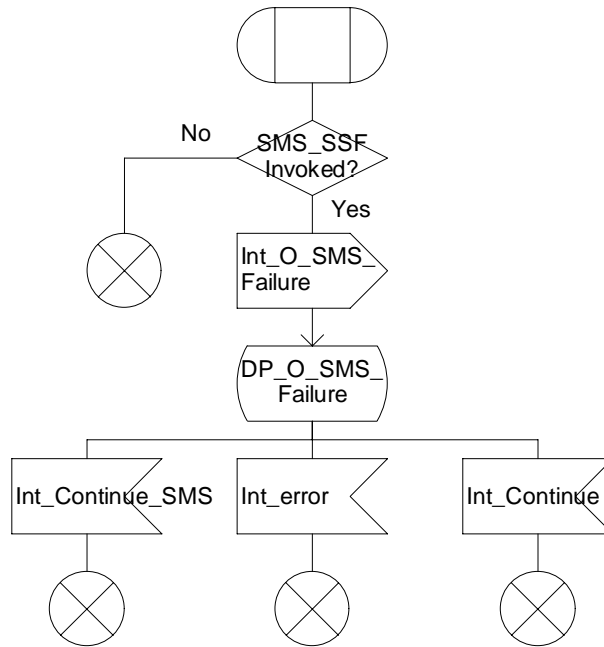 No
SMS_SSF
Invoked?
Yes
Int_O_SMS_
Failure
DP_O_SMS_
Failure
Int_Continue_SMS
Int_error
Int_Continue